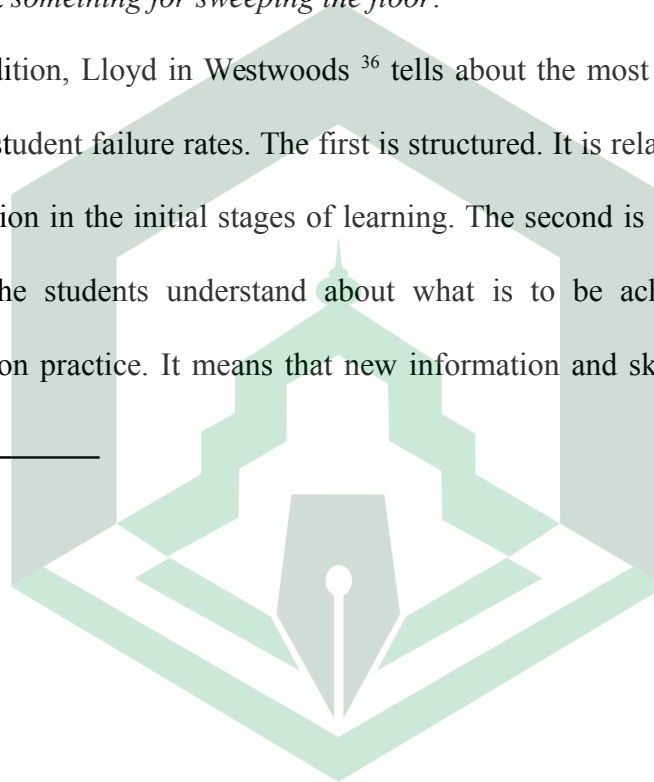 something for sweeping the floor.
dition, Lloyd in Westwoods 36 tells about the most
student failure rates. The first is structured. It is rela
ion in the initial stages of learning. The second is
he students understand about what is to be ach
on practice. It means that new information and sk